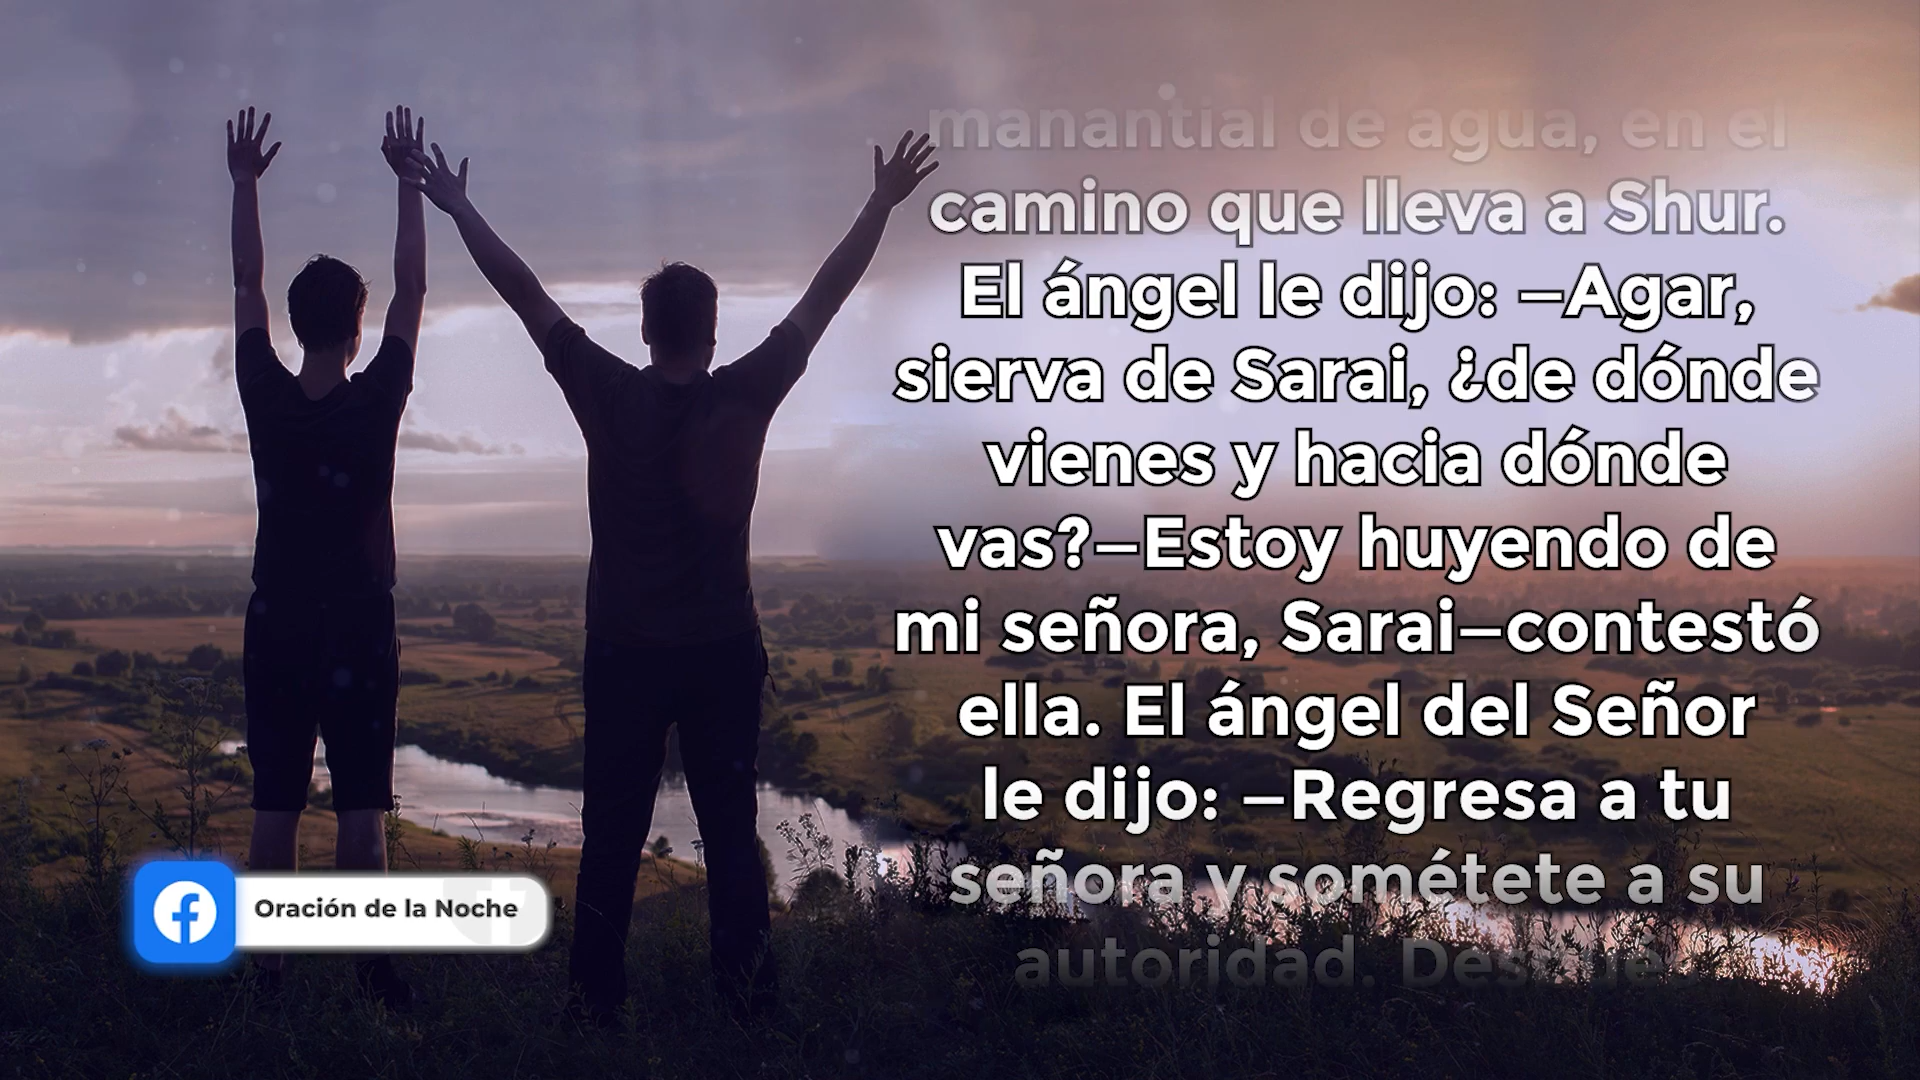 manantial de agua, en el
camino que lleva a Shur.
El ángel le dijo: —Agar,
sierva de Sarai, ¿de dónde
vienes y hacia dónde
vas?—Estoy huyendo de
mi señora, Sarai—contestó
ella. El ángel del Señor
le dijo: —Regresa a tu
señora y sométete a su
autoridad. Después
Oración de la Noche